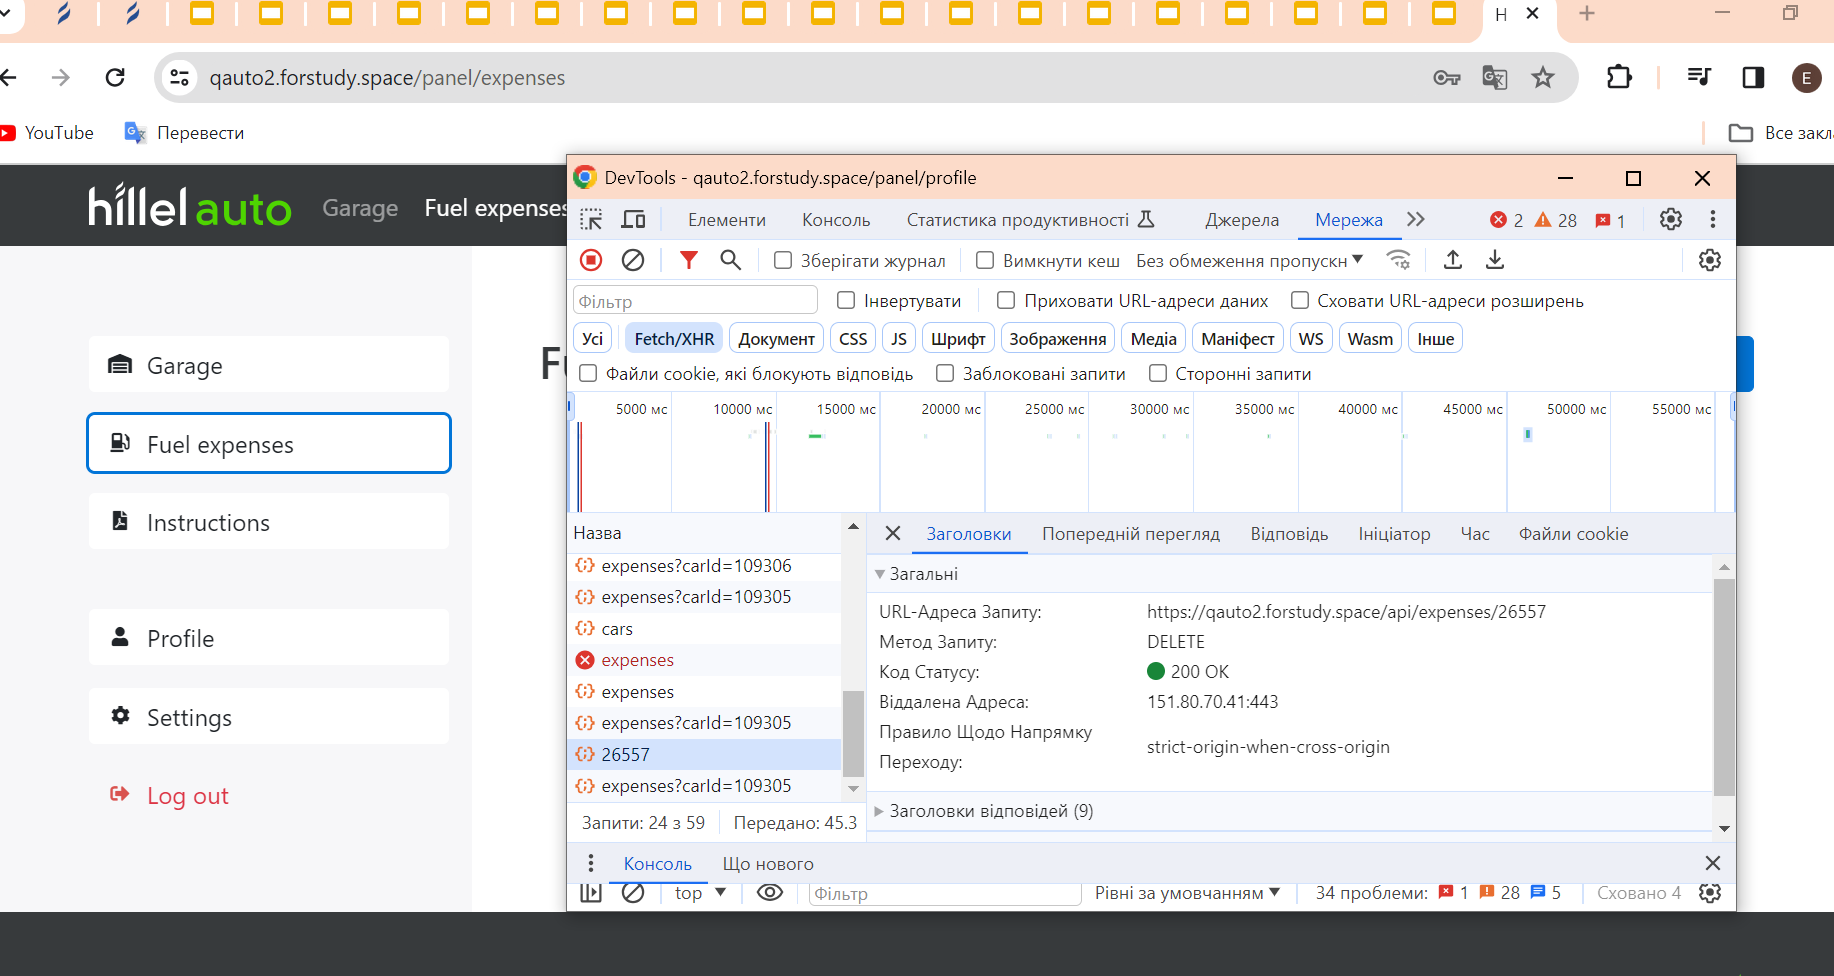 H
qauto2.forstudy.space/panel/expenses
E
YouTube
Перевести
Все закл
hillel auto
Garage
Fuel expenses
Garage
Fuel expenses
Instructions
Profile
Settings
Log out
DevTools - qauto2.forstudy.space/panel/profile
Елементи
Консоль
Статистика продуктивності
Джерела
Мережа
2
28
1
Зберігати журнал
Вимкнути кеш
Без обмеження пропускн
Фільтр
Інвертувати
Приховати URL-адреси даних
Сховати URL-адреси розширень
Усі
Fetch/XHR
Документ
CSS
JS
Шрифт
Зображення
Медіа
Маніфест
WS
Wasm
Інше
Файли cookie, які блокують відповідь
Заблоковані запити
Сторонні запити
5000 мс
10000 мс
15000 мс
20000 мс
25000 мс
30000 мс
35000 мс
40000 мс
45000 мс
50000 мс
55000 мс
Назва
expenses?carId=109306
expenses?carId=109305
cars
expenses
expenses
expenses?carId=109305
26557
expenses?carId=109305
Запити: 24 з 59
Передано: 45.3
Заголовки
Попередній перегляд
Відповідь
Ініціатор
Час
Файли cookie
Загальні
URL-Адреса Запиту:
https://qauto2.forstudy.space/api/expenses/26557
Метод Запиту:
DELETE
Код Статусу:
200 OK
Віддалена Адреса:
151.80.70.41:443
Правило Щодо Напрямку
Переходу:
strict-origin-when-cross-origin
Заголовки відповідей (9)
Консоль
Що нового
top
Фільтр
Рівні за умовчанням
34 проблеми:
1
28
5
Сховано 4